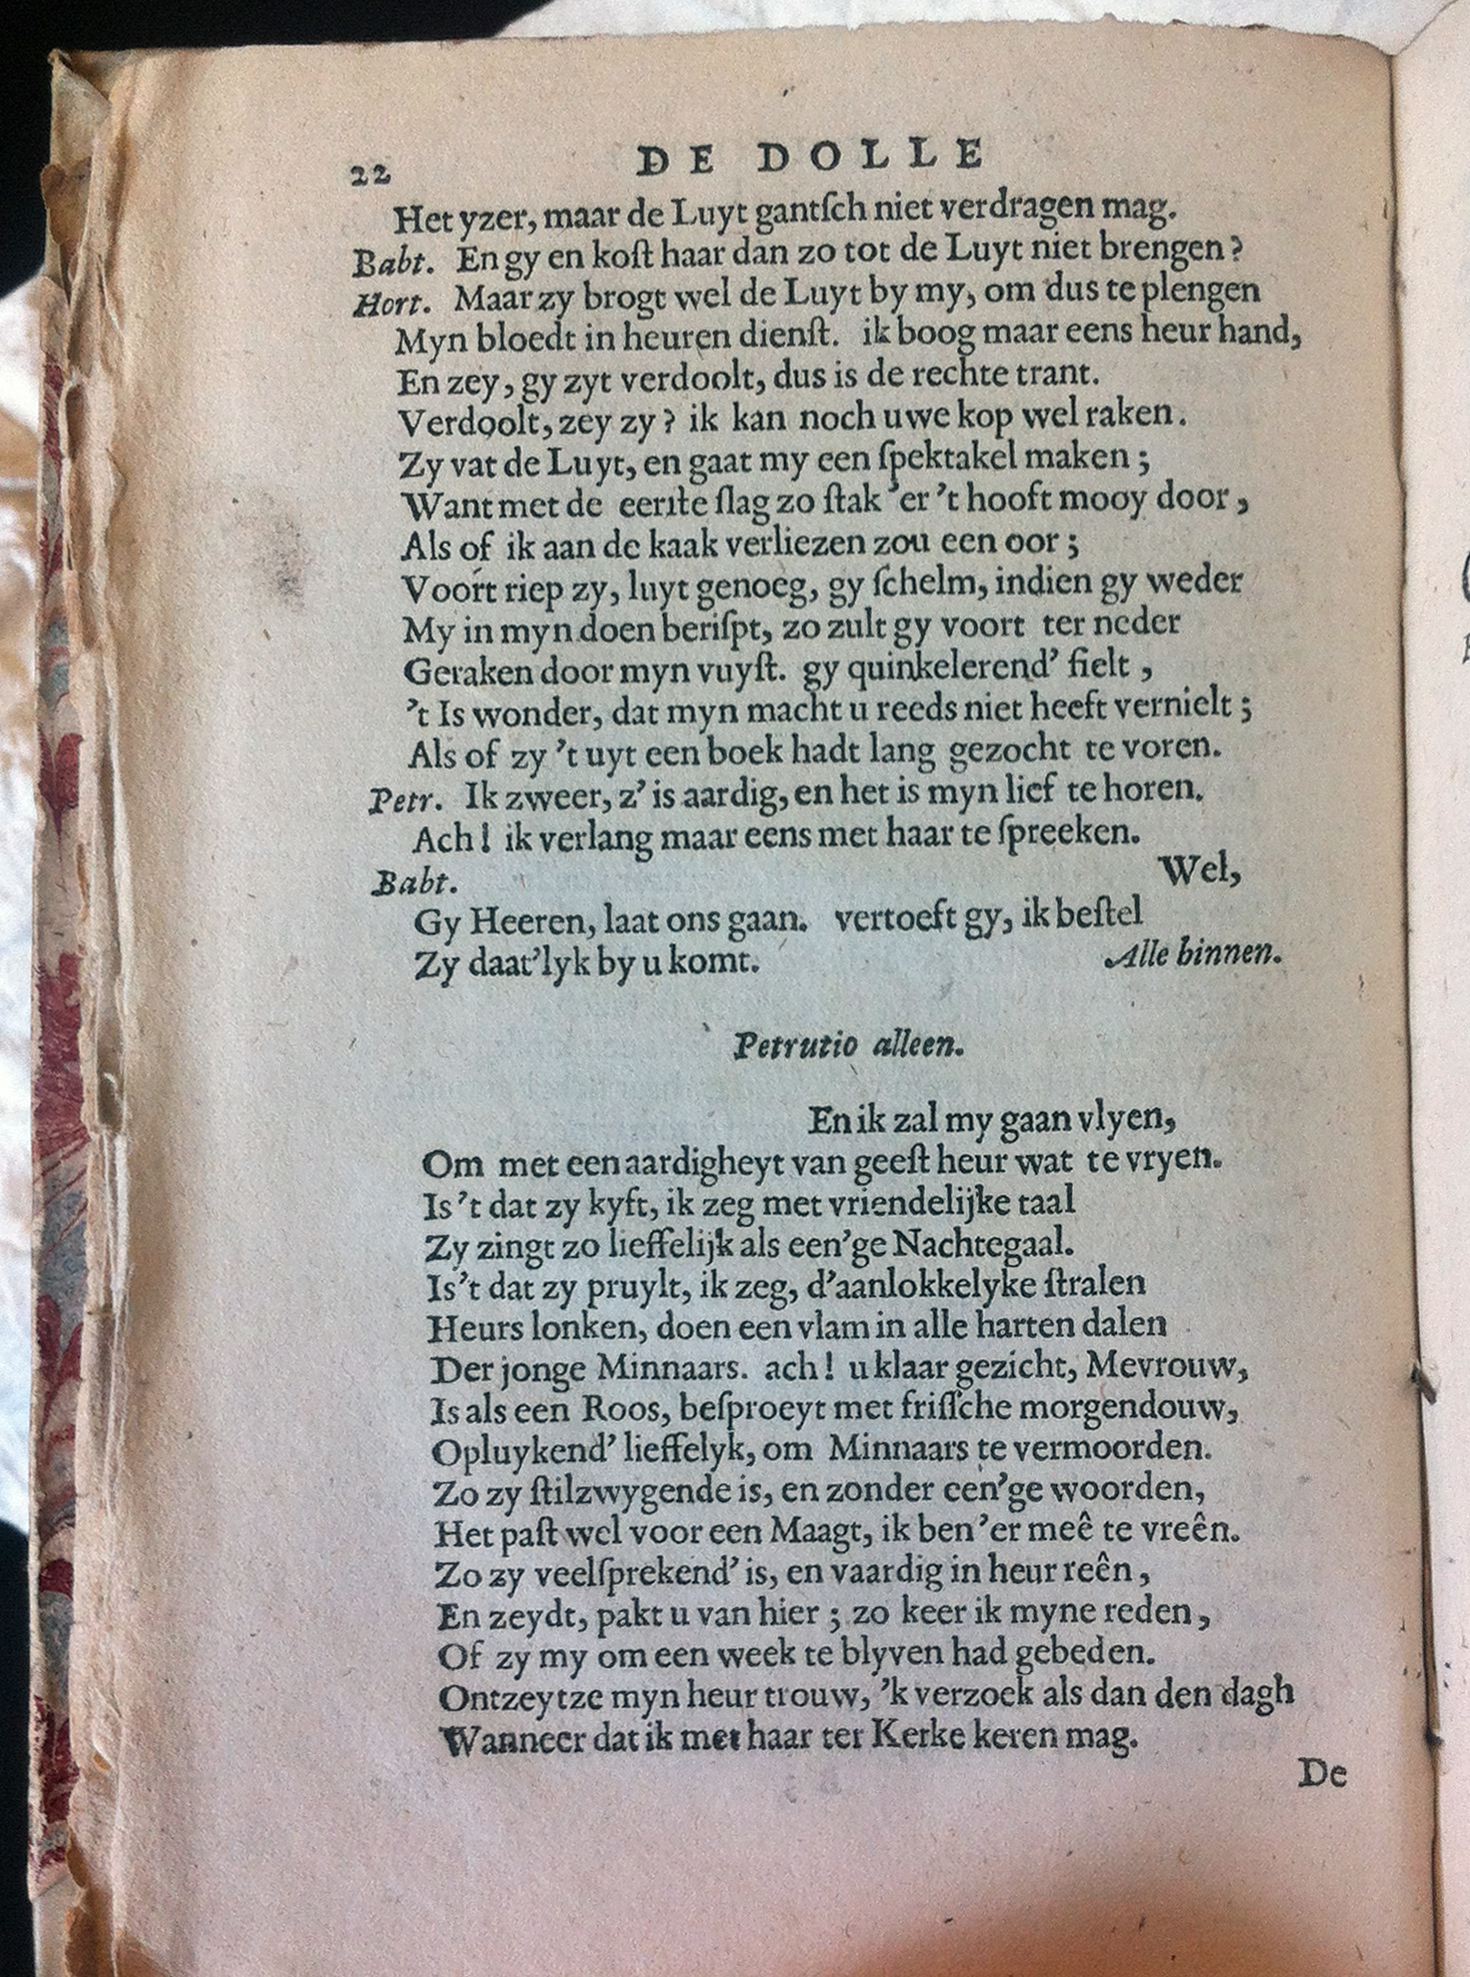 22 DE DOLLE
Het yzer, maar de Luyt gantſch niet verdragen mag.
Babt. En gy en koſt haar dan zo tot de Luyt niet brengen?
Hort. Maar zy brogt wel de Luyt by my, om dus te plengen
Myn bloedt in heuren dienſt. ik boog maar eens heur hand,
En zey, gy zyt verdoolt, dus is de rechte trant.
Verdoolt, zey zy? ik kan noch uwe kop wel raken.
Zy vat de Luyt, en gaat my een ſpektakel maken;
Want met de eerſte ſlag zo ſtak 'er 't hooft mooy door,
Als of ik aan de kaak verliezen zou een oor;
Voort riep zy, luyt genoeg, gy ſchelm, indien gy weder
My in myn doen beriſpt, zo zult gy voort ter neder
Geraken door myn vuyſt. gy quinkelerend' fielt,
't Is wonder, dat myn macht u reeds niet heeft vernielt;
Als of zy 't uyt een boek hadt lang gezocht te voren.
Petr. Ik zweer, z' is aardig, en het is myn lief te horen.
Ach! ik verlang maar eens met haar te ſpreeken.
Babt. Wel,
Gy Heeren, laat ons gaan. vertoeft gy, ik beſtel
Zy daat'lyk by u komt. Alle binnen.
Petrutio alleen.
En ik zal my gaan vlyen,
Om met een aardigheyt van geeſt heur wat te vryen.
Is 't dat zy kyft, ik zeg met vriendelijke taal
Zy zingt zo lieffelijk als een'ge Nachtegaal.
Is 't dat zy pruylt, ik zeg, d'aanlokkelyke ſtralen
Heurs lonken, doen een vlam in alle harten dalen
Der jonge Minnaars. ach! u klaar gezicht, Mevrouw,
Is als een Roos, beſproeyt met friſſche morgendouw,
Opluykend' lieffelyk, om Minnaars te vermoorden.
Zo zy ſtilzwygende is, en zonder een'ge woorden,
Het paſt wel voor een Maagt, ik ben 'er meê te vreên.
Zo zy veelſprekend' is, en vaardig in heur reên,
En zeydt, pakt u van hier; zo keer ik myne reden,
Of zy my om een week te blyven had gebeden.
Ontzeytze myn heur trouw, 'k verzoek als dan den dagh
Wanneer dat ik met haar ter Kerke keren mag.
De